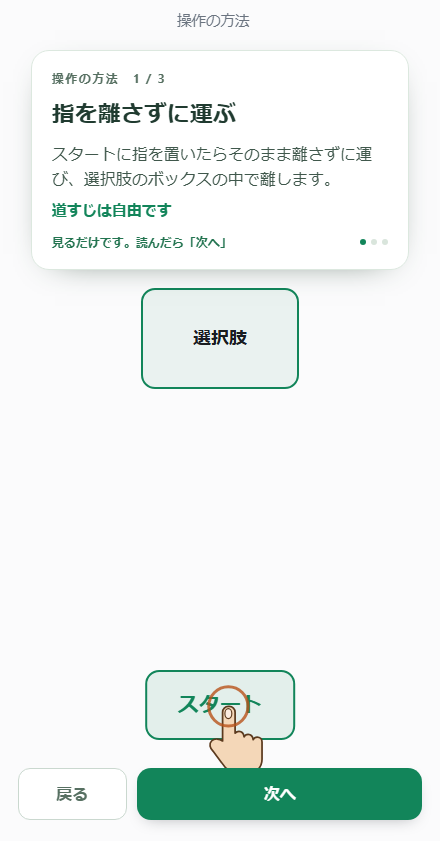 操作の方法
操作の方法 1 / 3
指を離さずに運ぶ
スタートに指を置いたらそのまま離さずに運
び、選択肢のボックスの中で離します。
道すじは自由です
見るだけです。読んだら「次へ」
選択肢
スタート
戻る
次へ